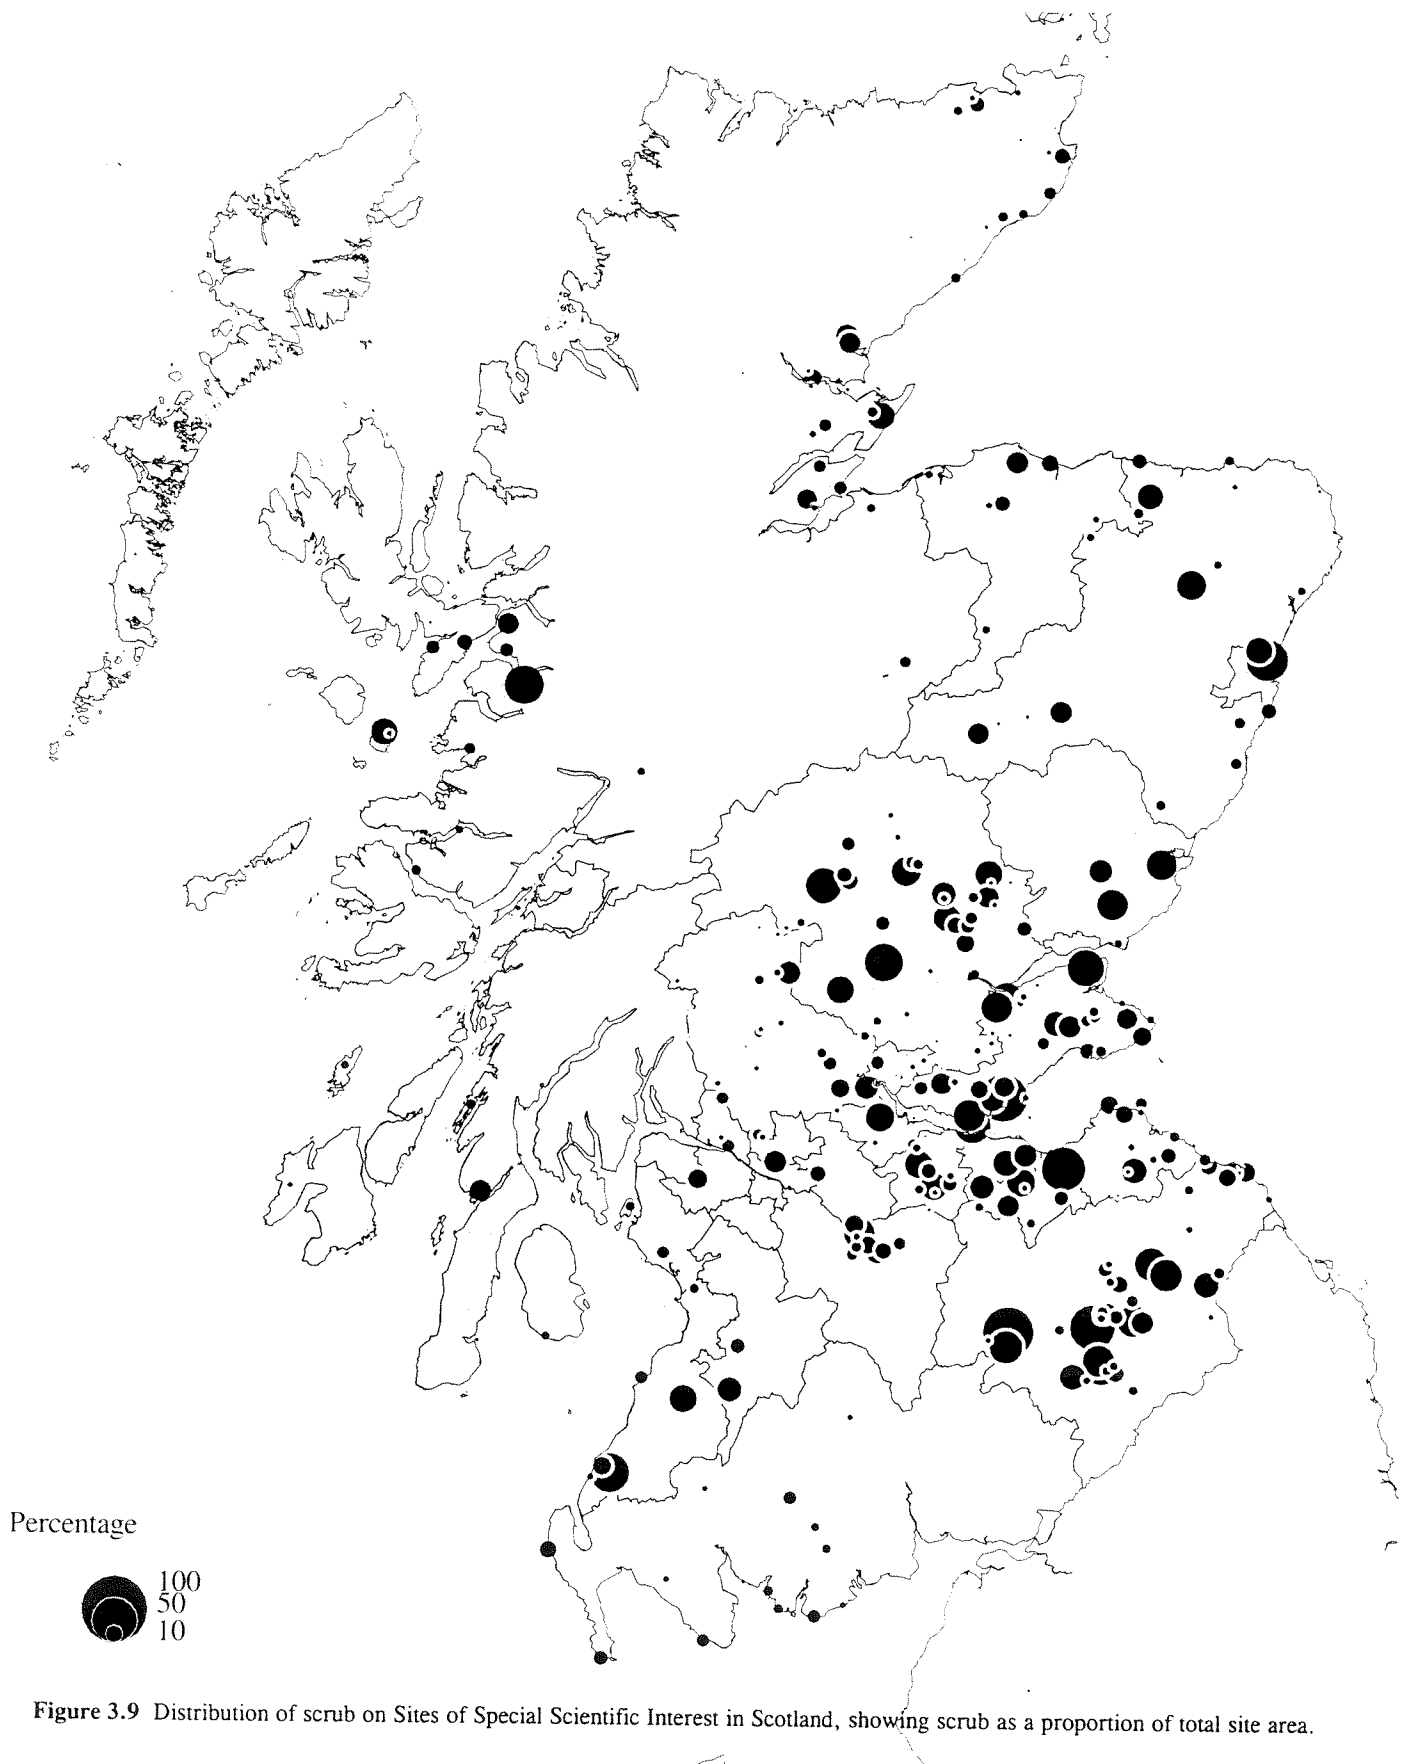 Percentage
100
50
10
Figure 3.9 Distribution of scrub on Sites of Special Scientific Interest in Scotland, showing scrub as a proportion of total site area.